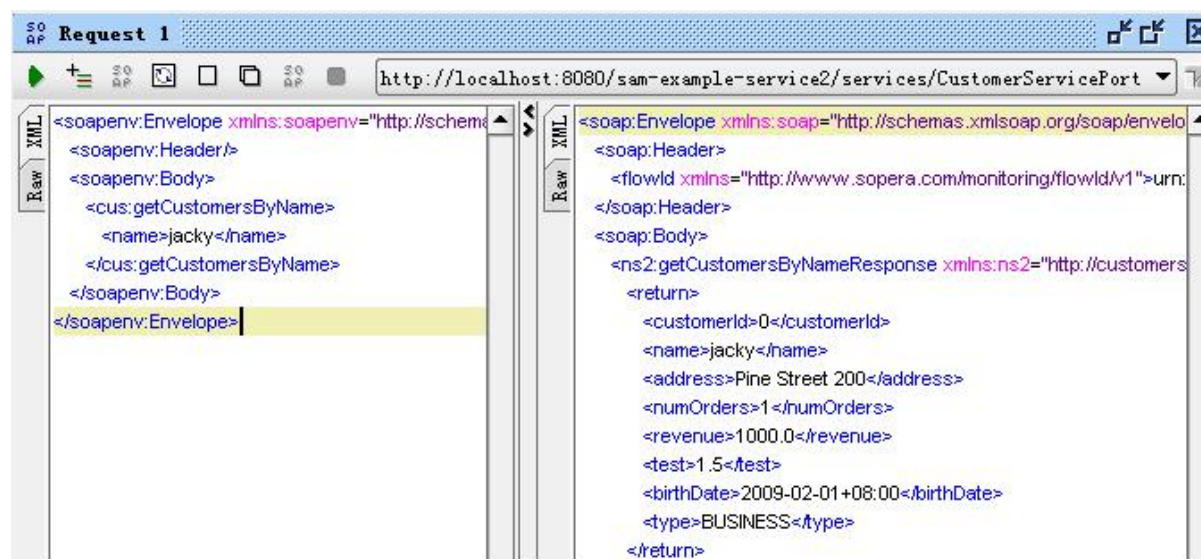 SO
AP Request 1
http://localhost:8080/sam-example-service2/services/CustomerServicePort
XML
Raw
<soapenv:Envelope xmlns:soapenv="http://schema
<soapenv:Header/>
<soapenv:Body>
<cus:getCustomersByName>
<name>jacky</name>
</cus:getCustomersByName>
</soapenv:Body>
</soapenv:Envelope>
XML
Raw
<soap:Envelope xmlns:soap="http://schemas.xmlsoap.org/soap/envelo
<soap:Header>
<flowId xmlns="http://www.sopera.com/monitoring/flowId/v1">urn:
</soap:Header>
<soap:Body>
<ns2:getCustomersByNameResponse xmlns:ns2="http://customers
<return>
<customerId>0</customerId>
<name>jacky</name>
<address>Pine Street 200</address>
<numOrders>1</numOrders>
<revenue>1000.0</revenue>
<test>1.5</test>
<birthDate>2009-02-01+08:00</birthDate>
<type>BUSINESS</type>
</return>